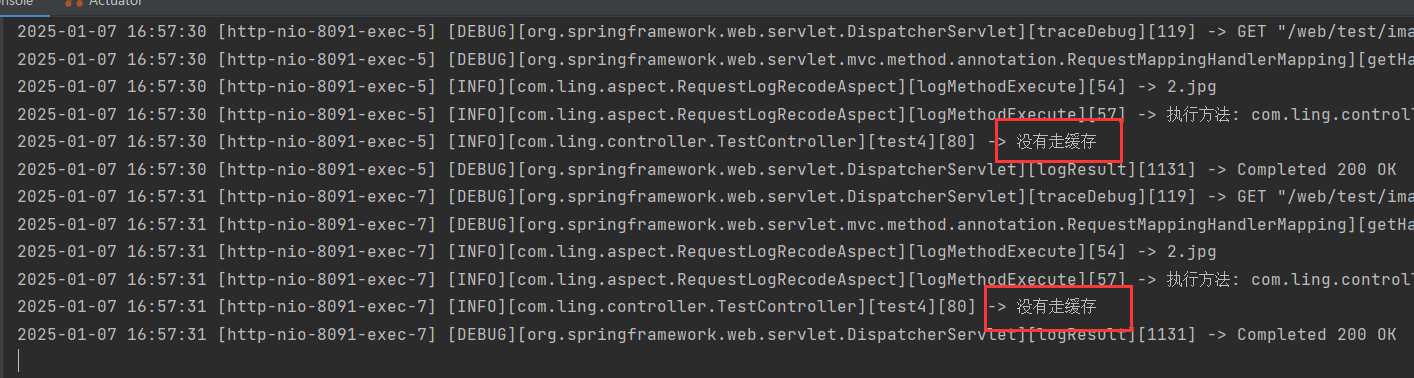 Console Actuator
2025-01-07 16:57:30 [http-nio-8091-exec-5] [DEBUG][org.springframework.web.servlet.DispatcherServlet][traceDebug][119] -> GET "/web/test/ima
2025-01-07 16:57:30 [http-nio-8091-exec-5] [DEBUG][org.springframework.web.servlet.mvc.method.annotation.RequestMappingHandlerMapping][getHa
2025-01-07 16:57:30 [http-nio-8091-exec-5] [INFO][com.ling.aspect.RequestLogRecodeAspect][logMethodExecute][54] -> 2.jpg
2025-01-07 16:57:30 [http-nio-8091-exec-5] [INFO][com.ling.aspect.RequestLogRecodeAspect][logMethodExecute][57] -> 执行方法: com.ling.control
2025-01-07 16:57:30 [http-nio-8091-exec-5] [INFO][com.ling.controller.TestController][test4][80] -> 没有走缓存
2025-01-07 16:57:30 [http-nio-8091-exec-5] [DEBUG][org.springframework.web.servlet.DispatcherServlet][logResult][1131] -> Completed 200 OK
2025-01-07 16:57:31 [http-nio-8091-exec-7] [DEBUG][org.springframework.web.servlet.DispatcherServlet][traceDebug][119] -> GET "/web/test/ima
2025-01-07 16:57:31 [http-nio-8091-exec-7] [DEBUG][org.springframework.web.servlet.mvc.method.annotation.RequestMappingHandlerMapping][getHa
2025-01-07 16:57:31 [http-nio-8091-exec-7] [INFO][com.ling.aspect.RequestLogRecodeAspect][logMethodExecute][54] -> 2.jpg
2025-01-07 16:57:31 [http-nio-8091-exec-7] [INFO][com.ling.aspect.RequestLogRecodeAspect][logMethodExecute][57] -> 执行方法: com.ling.control
2025-01-07 16:57:31 [http-nio-8091-exec-7] [INFO][com.ling.controller.TestController][test4][80] -> 没有走缓存
2025-01-07 16:57:31 [http-nio-8091-exec-7] [DEBUG][org.springframework.web.servlet.DispatcherServlet][logResult][1131] -> Completed 200 OK